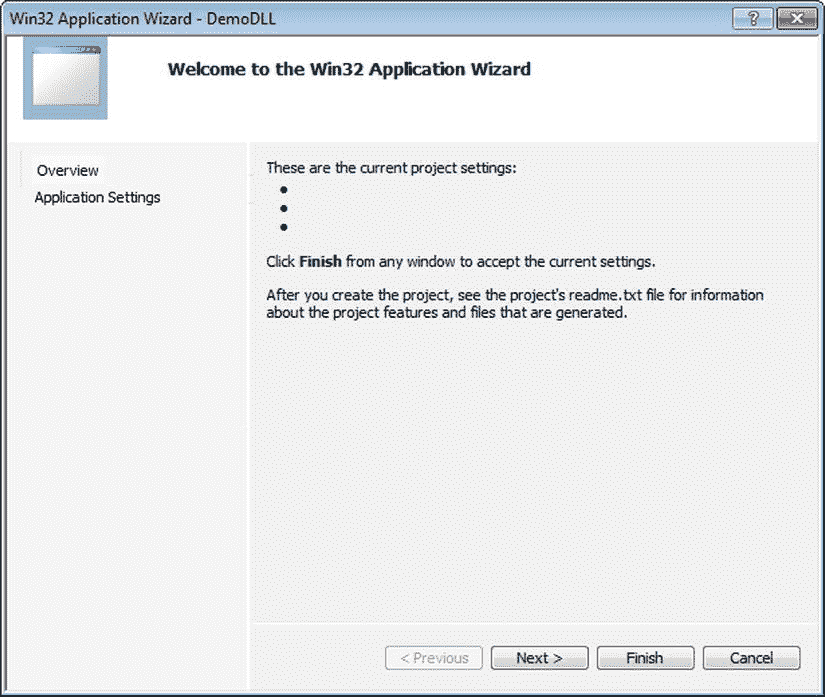 Win32 Application Wizard - DemoDLL
?
Welcome to the Win32 Application Wizard
Overview
Application Settings
These are the current project settings:
•
•
•
Click Finish from any window to accept the current settings.
After you create the project, see the project's readme.txt file for information
about the project features and files that are generated.
< Previous
Next >
Finish
Cancel